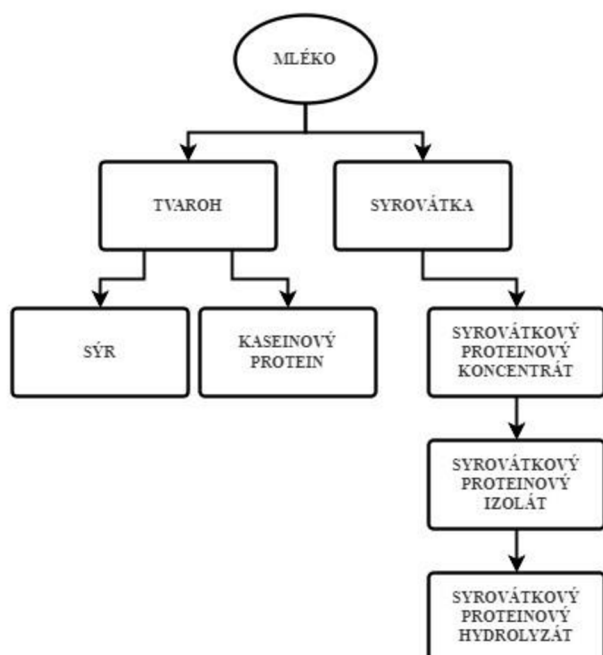 MLÉKO
TVAROH
SYROVÁTKA
SÝR
KASEINOVÝ
PROTEIN
SYROVÁTKOVÝ
PROTEINOVÝ
KONCENTRÁT
SYROVÁTKOVÝ
PROTEINOVÝ
IZOLÁT
SYROVÁTKOVÝ
PROTEINOVÝ
HYDROLYZÁT